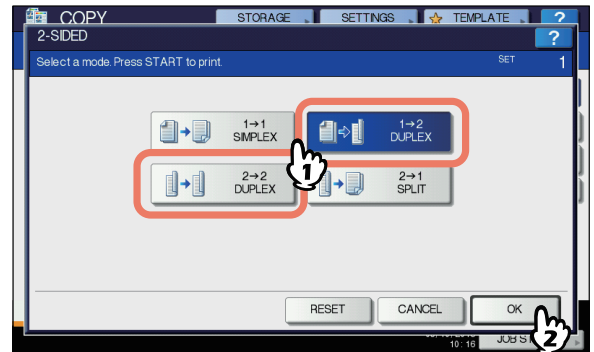 COPY
STORAGE
SETTINGS
TEMPLATE
?
2-SIDED
?
Select a mode. Press START to print.
SET
1
1→1
SIMPLEX
1→2
DUPLEX
2→2
DUPLEX
2→1
SPLIT
1
RESET
CANCEL
OK
2
10:16
JOB S